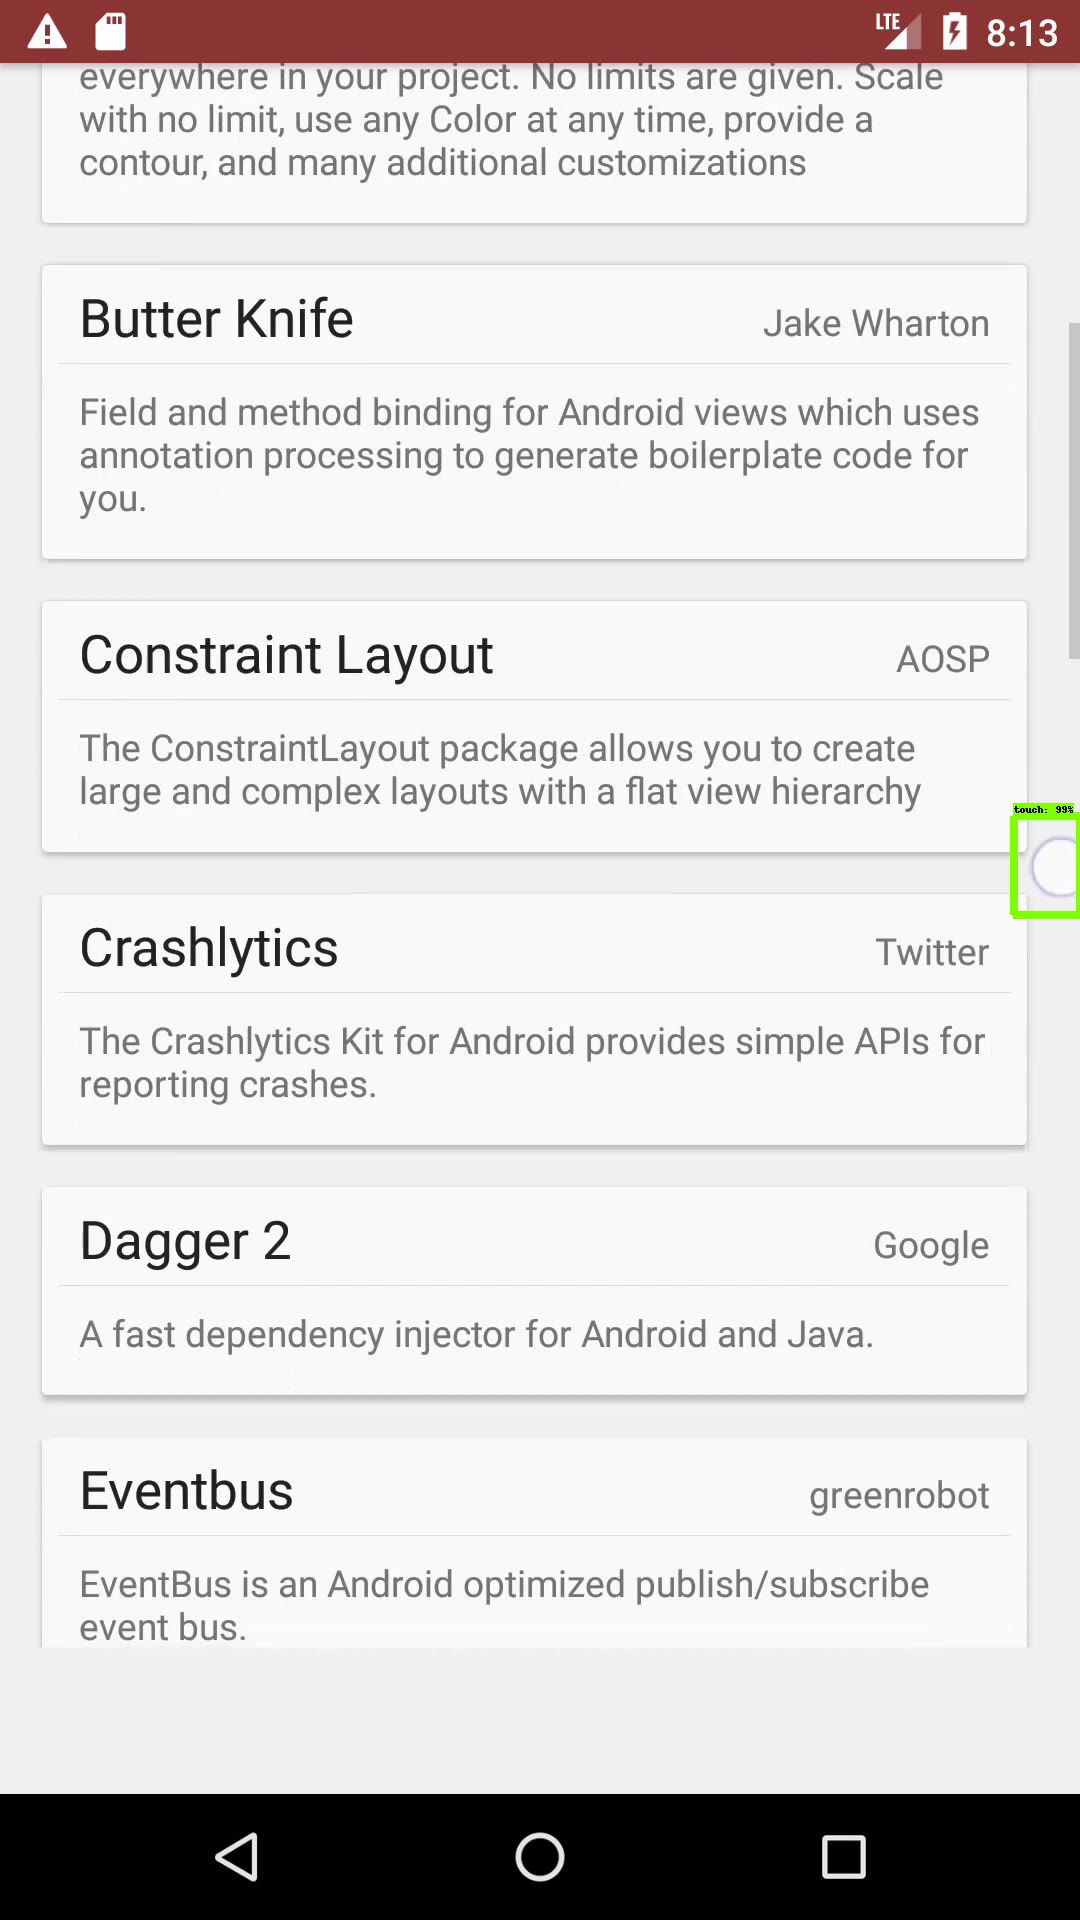 LTE 8:13
everywhere in your project. No limits are given. Scale
with no limit, use any Color at any time, provide a
contour, and many additional customizations
Butter Knife Jake Wharton
Field and method binding for Android views which uses
annotation processing to generate boilerplate code for
you.
Constraint Layout AOSP
The ConstraintLayout package allows you to create
large and complex layouts with a flat view hierarchy
touch: 99%
Crashlytics Twitter
The Crashlytics Kit for Android provides simple APIs for
reporting crashes.
Dagger 2 Google
A fast dependency injector for Android and Java.
Eventbus greenrobot
EventBus is an Android optimized publish/subscribe
event bus.